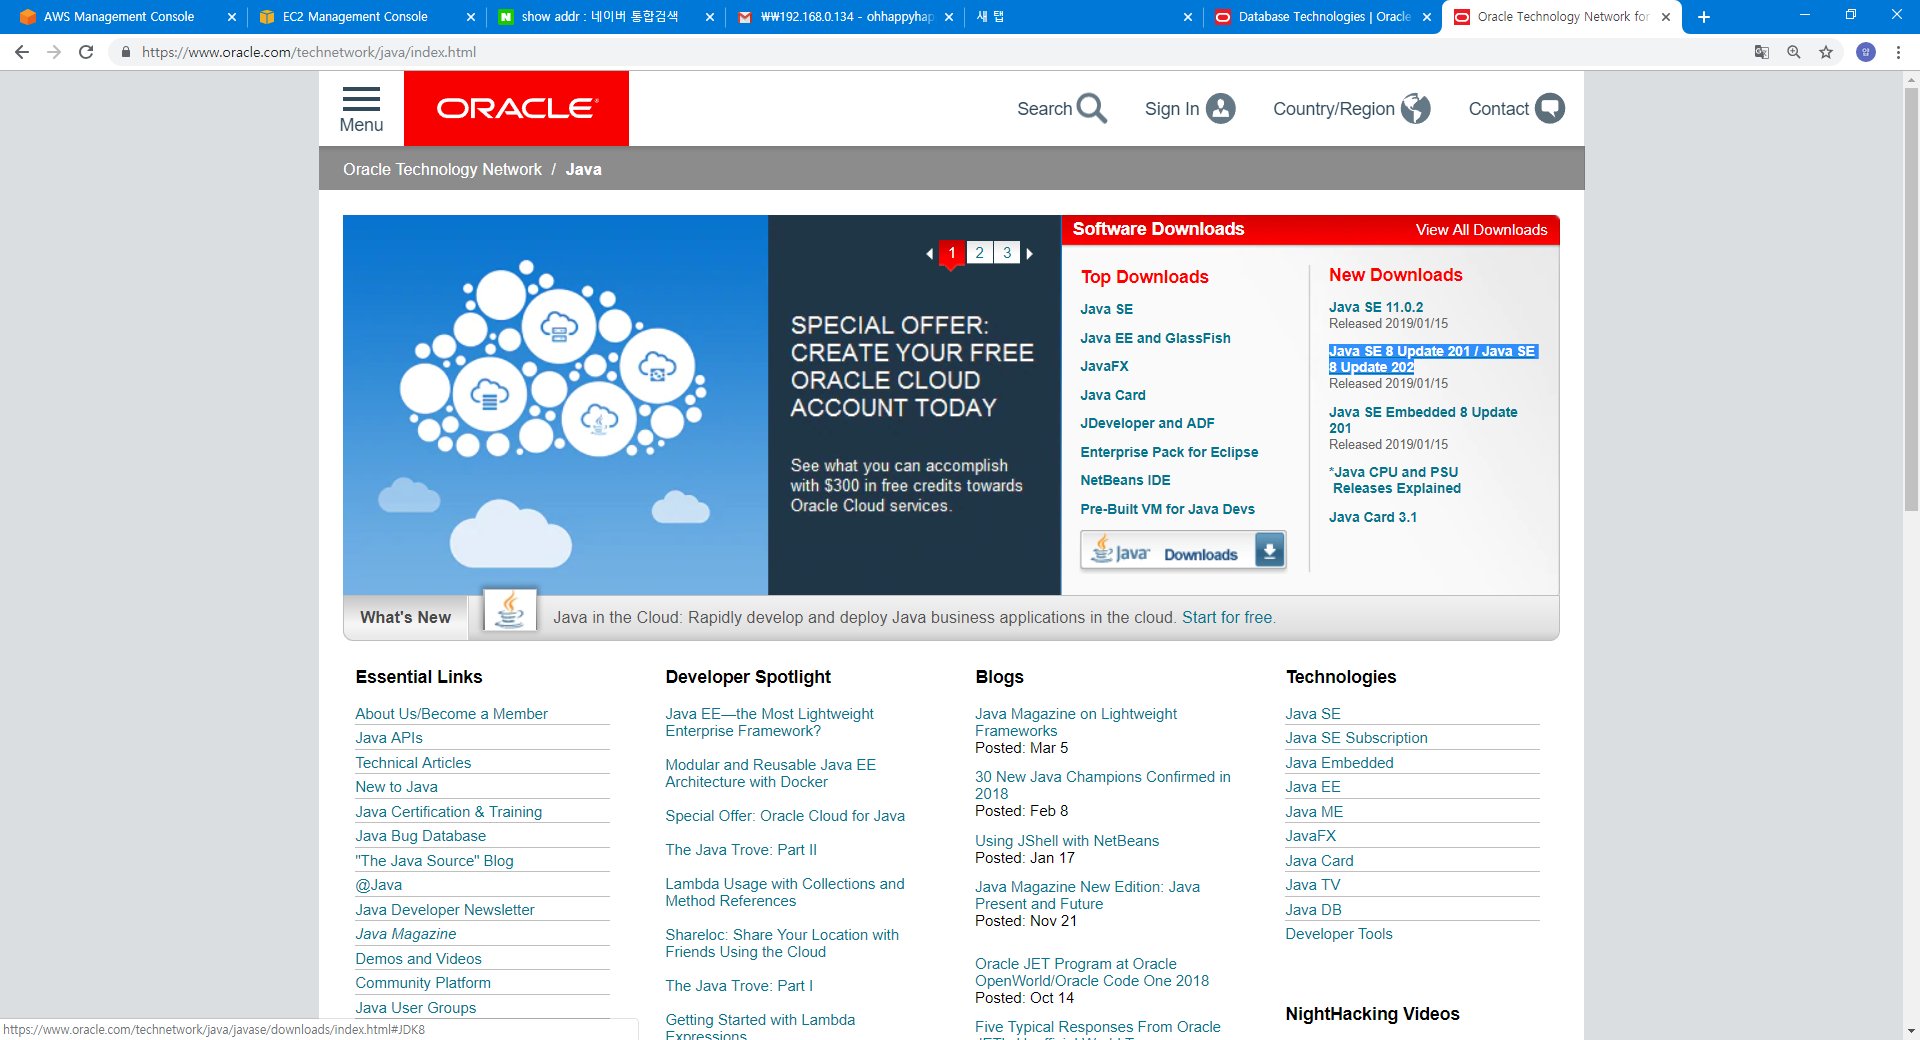 AWS Management Console
EC2 Management Console
show addr : 네이버 통합검색
₩₩192.168.0.134 - ohhappyhap
새 탭
Database Technologies | Oracle
Oracle Technology Network for
https://www.oracle.com/technetwork/java/index.html
Menu
ORACLE
Search
Sign In
Country/Region
Contact
Oracle Technology Network / Java
1 2 3
SPECIAL OFFER:
CREATE YOUR FREE
ORACLE CLOUD
ACCOUNT TODAY
See what you can accomplish
with $300 in free credits towards
Oracle Cloud services.
Software Downloads
View All Downloads
Top Downloads
Java SE
Java EE and GlassFish
JavaFX
Java Card
JDeveloper and ADF
Enterprise Pack for Eclipse
NetBeans IDE
Pre-Built VM for Java Devs
Java Downloads
New Downloads
Java SE 11.0.2
Released 2019/01/15
Java SE 8 Update 201 / Java SE
8 Update 202
Released 2019/01/15
Java SE Embedded 8 Update
201
Released 2019/01/15
*Java CPU and PSU
Releases Explained
Java Card 3.1
What's New
Java in the Cloud: Rapidly develop and deploy Java business applications in the cloud. Start for free.
Essential Links
About Us/Become a Member
Java APIs
Technical Articles
New to Java
Java Certification & Training
Java Bug Database
"The Java Source" Blog
@Java
Java Developer Newsletter
Java Magazine
Demos and Videos
Community Platform
Java User Groups
Developer Spotlight
Java EE—the Most Lightweight
Enterprise Framework?
Modular and Reusable Java EE
Architecture with Docker
Special Offer: Oracle Cloud for Java
The Java Trove: Part II
Lambda Usage with Collections and
Method References
Shareloc: Share Your Location with
Friends Using the Cloud
The Java Trove: Part I
Getting Started with Lambda
Expressions
Blogs
Java Magazine on Lightweight
Frameworks
Posted: Mar 5
30 New Java Champions Confirmed in
2018
Posted: Feb 8
Using JShell with NetBeans
Posted: Jan 17
Java Magazine New Edition: Java
Present and Future
Posted: Nov 21
Oracle JET Program at Oracle
OpenWorld/Oracle Code One 2018
Posted: Oct 14
Five Typical Responses From Oracle
Technologies
Java SE
Java SE Subscription
Java Embedded
Java EE
Java ME
JavaFX
Java Card
Java TV
Java DB
Developer Tools
NightHacking Videos
https://www.oracle.com/technetwork/java/javase/downloads/index.html#JDK8